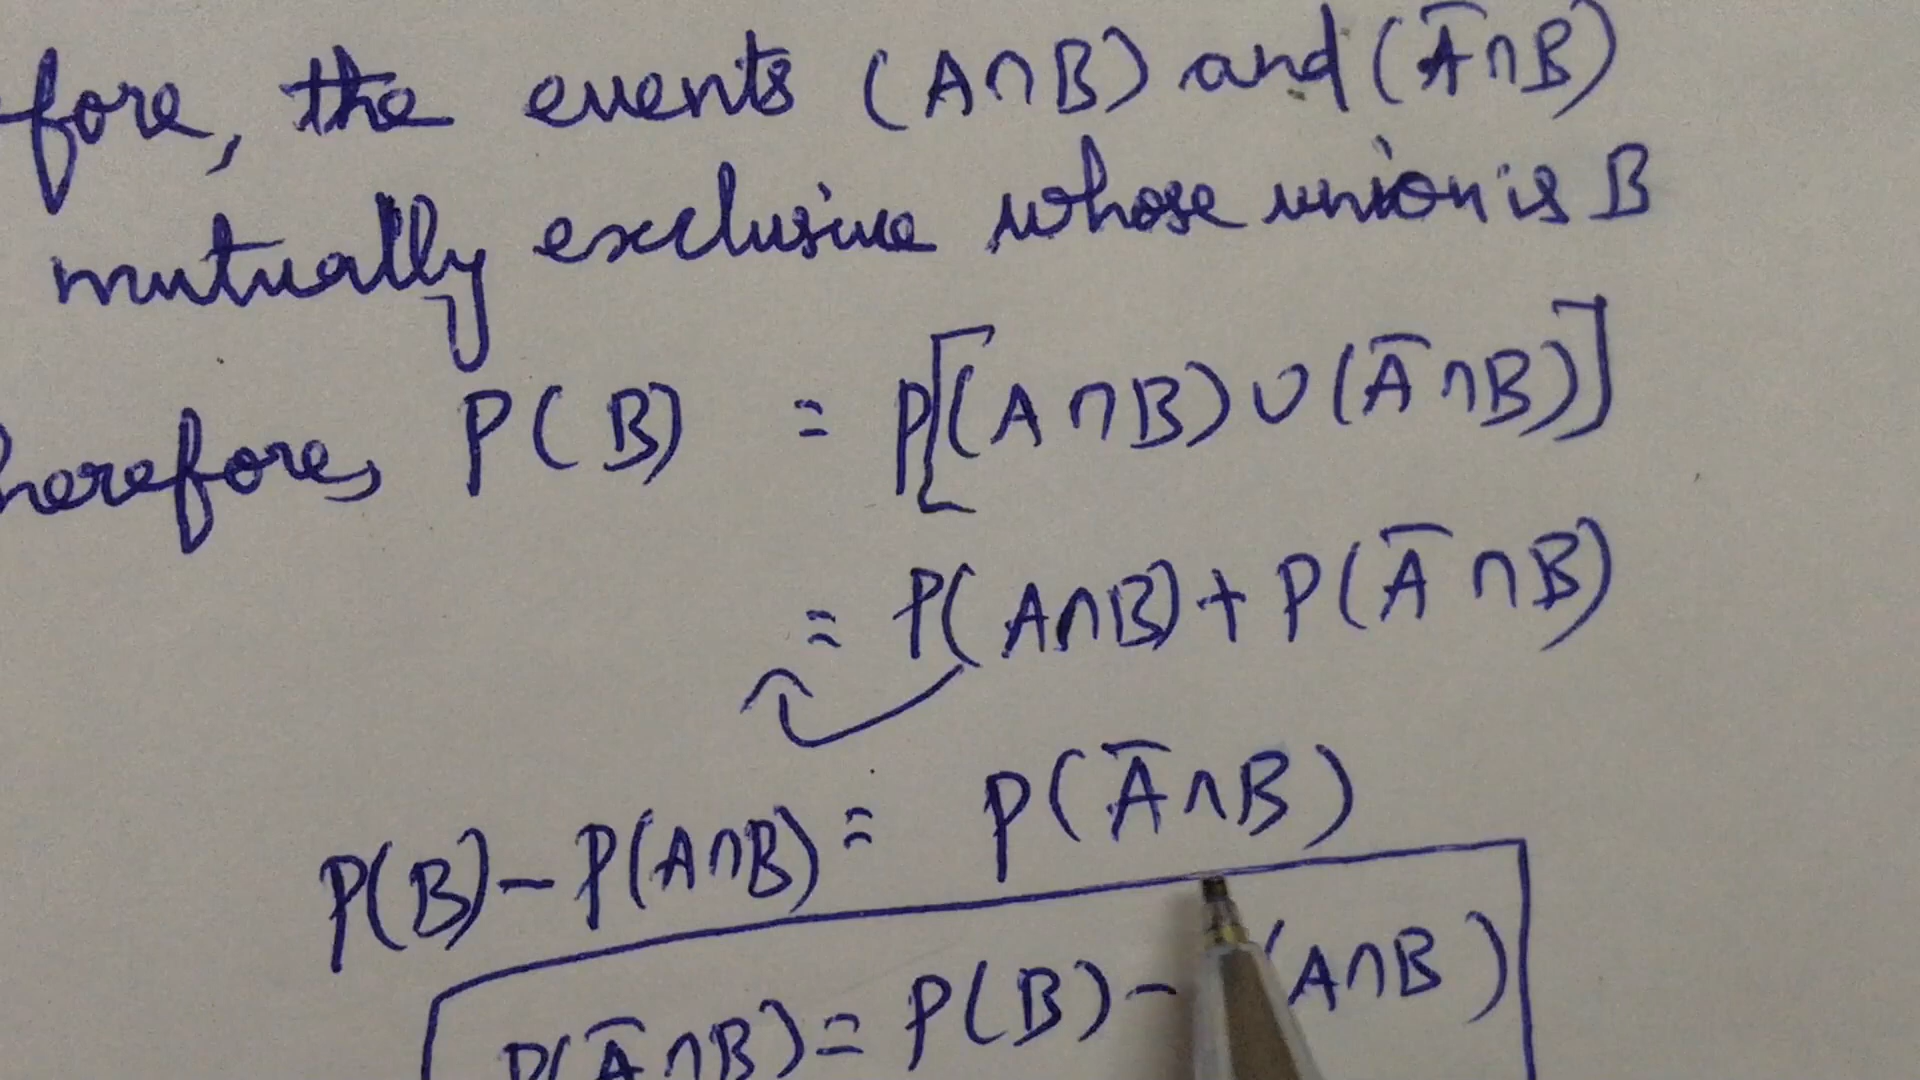 fore, the events (A∩B) and (A̅∩B)
mutually exclusive whose union is B
herefore, P(B) = P[(A∩B)∪(A̅∩B)]
= P(A∩B)+P(A̅∩B)
P(B)-P(A∩B)= P(A̅∩B)
P(A̅∩B)= P(B)- (A∩B)